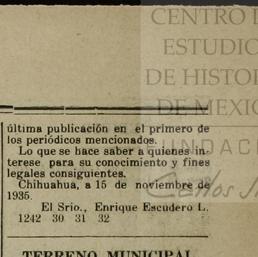 CENTRO D
ESTUDIO
DE HISTOR
DE MEXIC
última publicación en el primero de
los periódicos mencionados.
Lo que se hace saber a quienes in-
terese para su conocimiento y fines
legales consiguientes.
Chihuahua, a 15 de noviembre de
1935.
El Srio., Enrique Escudero L.
1242 30 31 32
TERRENO MUNICIPAL